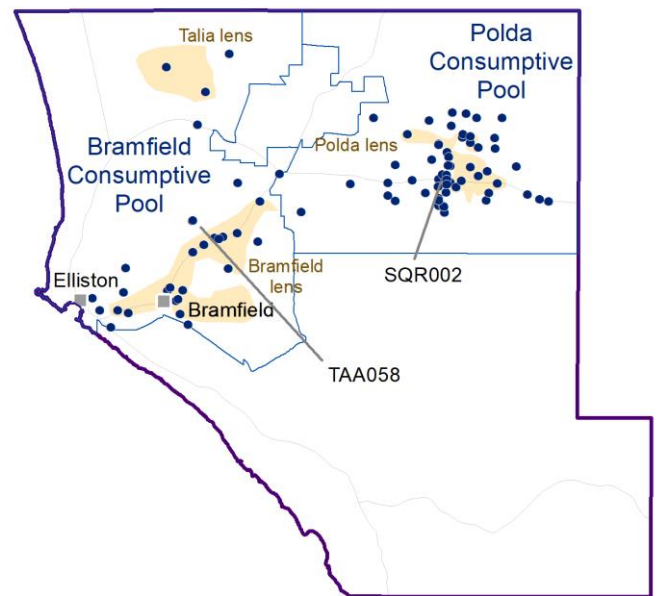 Talia lens
Polda
Consumptive
Pool
Polda lens
Bramfield
Consumptive
Pool
SQR002
Elliston
Bramfield
lens
Bramfield
TAA058